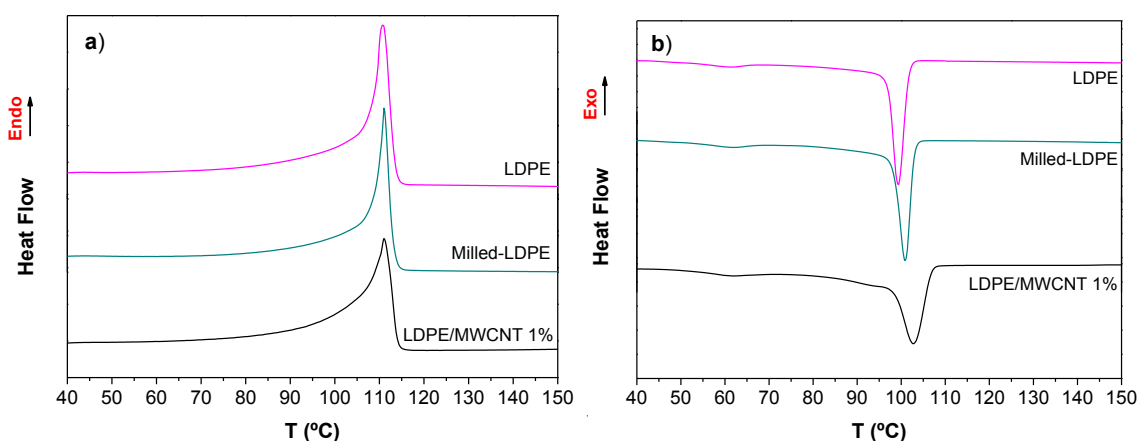 a)
Endo
Heat Flow
LDPE
Milled-LDPE
LDPE/MWCNT 1%
40 50 60 70 80 90 100 110 120 130 140 150
T (ºC)
b)
Exo
Heat Flow
LDPE
Milled-LDPE
LDPE/MWCNT 1%
40 50 60 70 80 90 100 110 120 130 140 150
T (ºC)